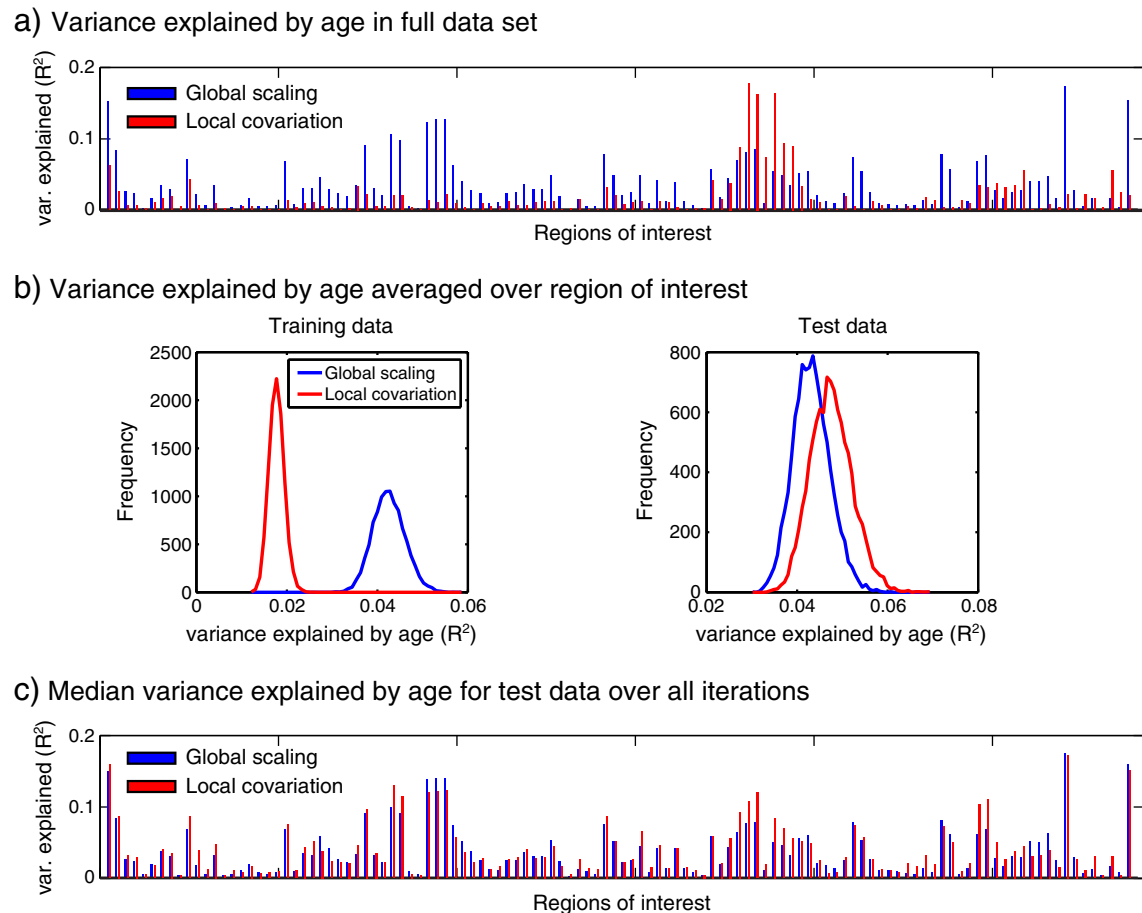 a) Variance explained by age in full data set
var. explained (R²)
0.2
0.1
0
Global scaling
Local covariation
Regions of interest
b) Variance explained by age averaged over region of interest
Training data
Frequency
2500
2000
1500
1000
500
0
Global scaling
Local covariation
0 0.02 0.04 0.06
variance explained by age (R²)
Test data
Frequency
800
600
400
200
0
0.02 0.04 0.06 0.08
variance explained by age (R²)
c) Median variance explained by age for test data over all iterations
var. explained (R²)
0.2
0.1
0
Global scaling
Local covariation
Regions of interest